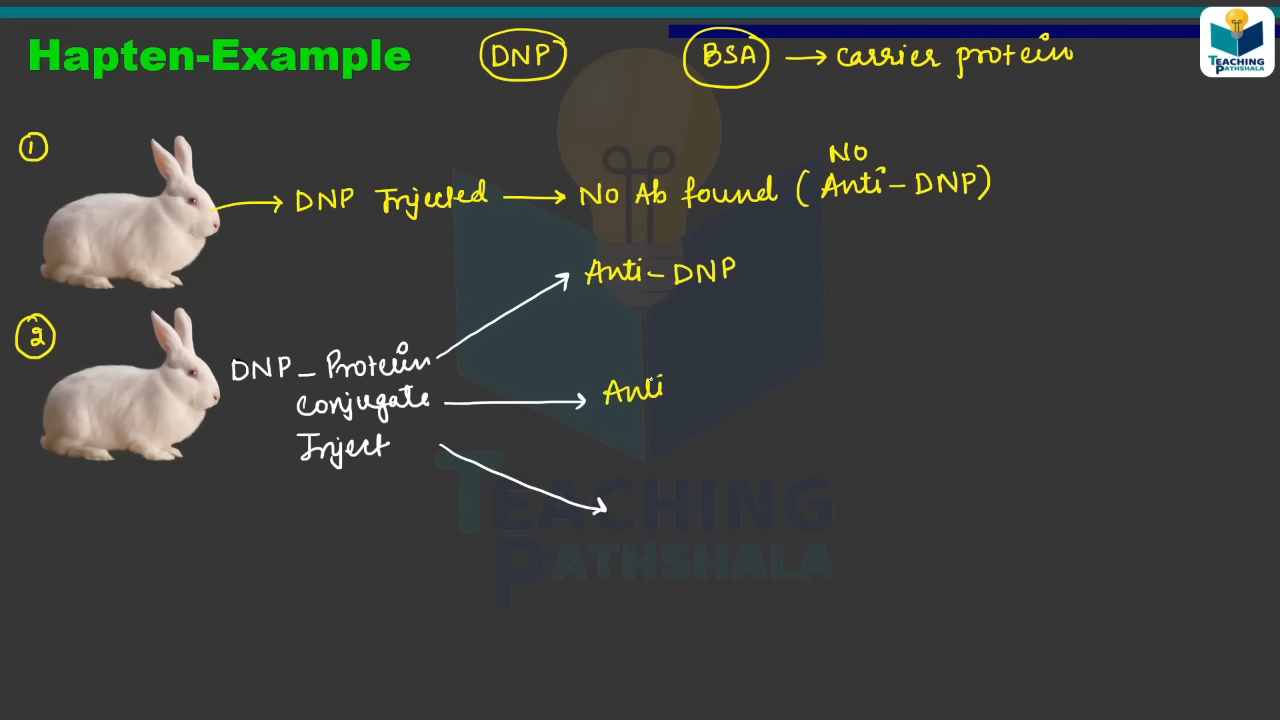 Hapten-Example
DNP
BSA → carrier protein
TEACHING
PATHSHALA
1
DNP Injected → No Ab found (Anti-DNP)
No
Anti-DNP
2
DNP - Protein
Conjugate
Inject
Anti
TEACHING
PATHSHALA